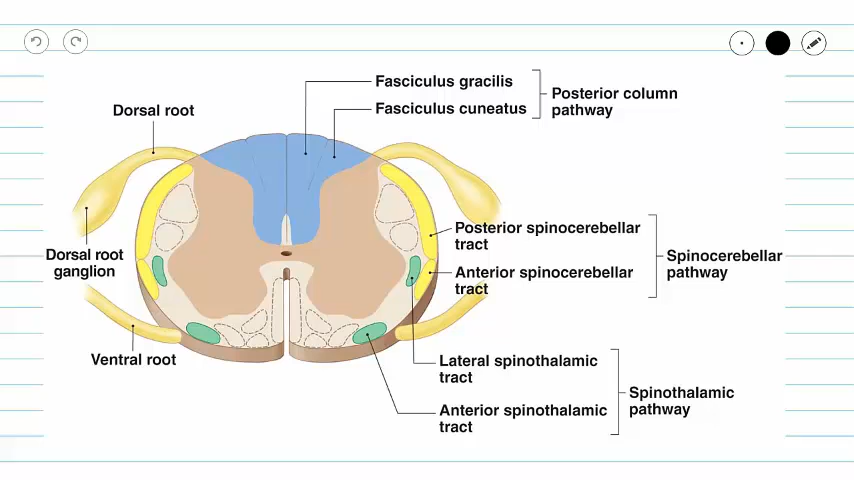 Fasciculus gracilis
Fasciculus cuneatus
Posterior column
pathway
Dorsal root
Dorsal root
ganglion
Posterior spinocerebellar
tract
Anterior spinocerebellar
tract
Spinocerebellar
pathway
Ventral root
Lateral spinothalamic
tract
Anterior spinothalamic
tract
Spinothalamic
pathway